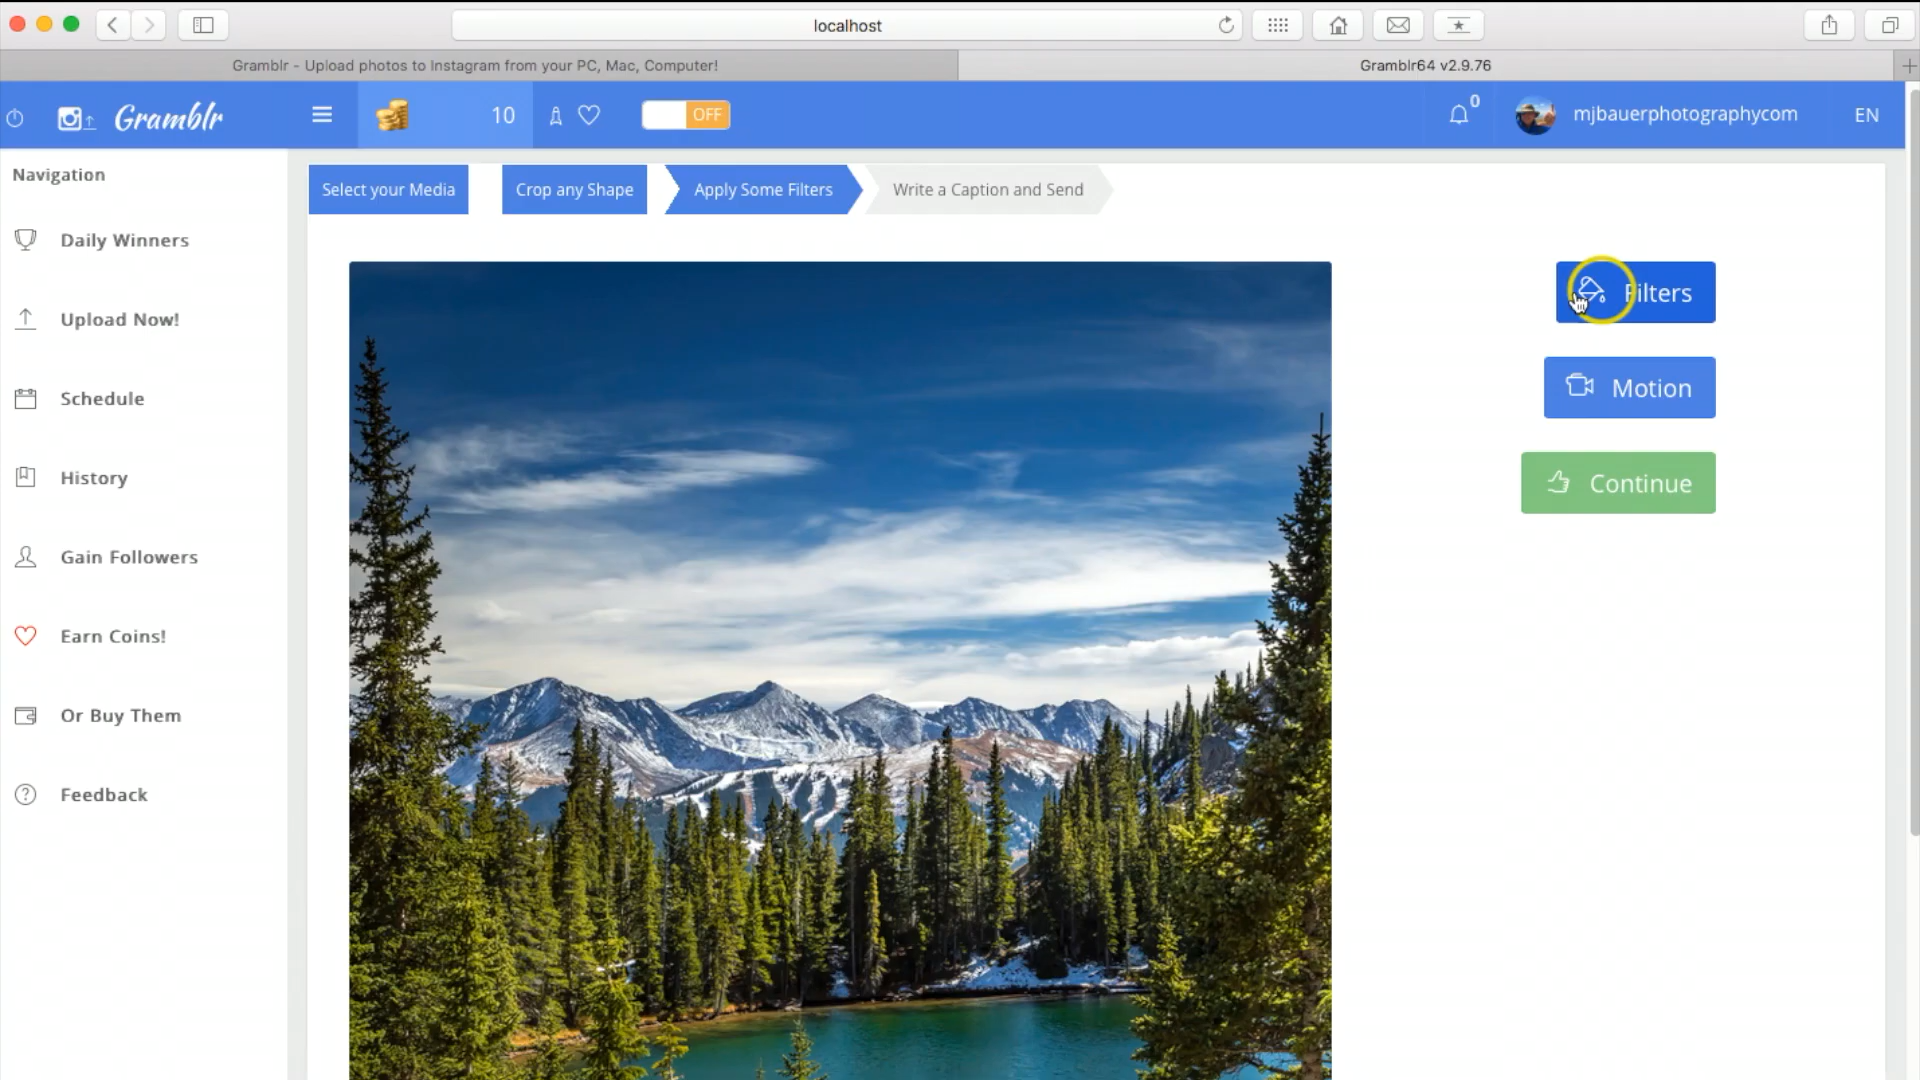 localhost
Gramblr - Upload photos to Instagram from your PC, Mac, Computer!
Gramblr64 v2.9.76
Gramblr
10
OFF
0
mjbauerphotographycom
EN
Navigation
Daily Winners
Upload Now!
Schedule
History
Gain Followers
Earn Coins!
Or Buy Them
Feedback
Select your Media
Crop any Shape
Apply Some Filters
Write a Caption and Send
Filters
Motion
Continue